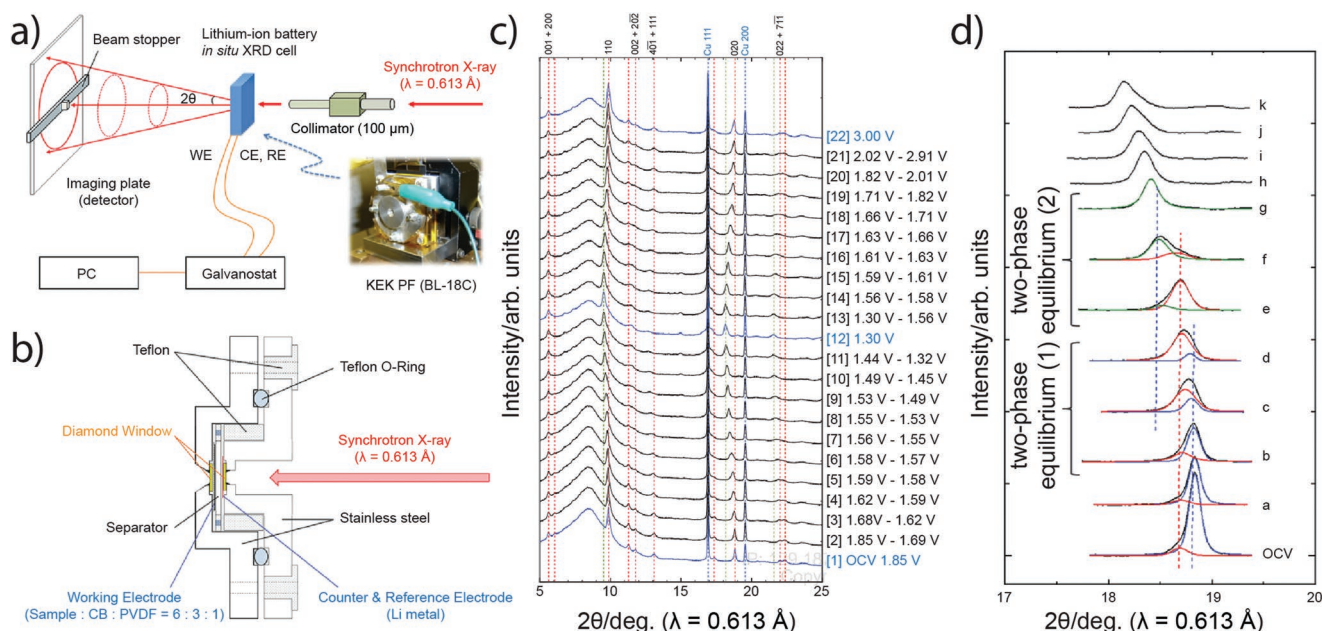 a)
Lithium-ion battery
in situ XRD cell
Beam stopper
Synchrotron X-ray
(λ = 0.613 Å)
2θ
Collimator (100 μm)
WE
CE, RE
Imaging plate
(detector)
PC
Galvanostat
KEK PF (BL-18C)
b)
Teflon
Teflon O-Ring
Diamond Window
Synchrotron X-ray
(λ = 0.613 Å)
Separator
Stainless steel
Working Electrode
(Sample : CB : PVDF = 6 : 3 : 1)
Counter & Reference Electrode
(Li metal)
c)
001 + 200
110
002 + 202̅
401̅ + 111
Cu 111
020
Cu 200
022 + 71̅1̅
Intensity/arb. units
[22] 3.00 V
[21] 2.02 V - 2.91 V
[20] 1.82 V - 2.01 V
[19] 1.71 V - 1.82 V
[18] 1.66 V - 1.71 V
[17] 1.63 V - 1.66 V
[16] 1.61 V - 1.63 V
[15] 1.59 V - 1.61 V
[14] 1.56 V - 1.58 V
[13] 1.30 V - 1.56 V
[12] 1.30 V
[11] 1.44 V - 1.32 V
[10] 1.49 V - 1.45 V
[9] 1.53 V - 1.49 V
[8] 1.55 V - 1.53 V
[7] 1.56 V - 1.55 V
[6] 1.58 V - 1.57 V
[5] 1.59 V - 1.58 V
[4] 1.62 V - 1.59 V
[3] 1.68V - 1.62 V
[2] 1.85 V - 1.69 V
[1] OCV 1.85 V
5 10 15 20 25
2θ/deg. (λ = 0.613 Å)
d)
Intensity/arb. units
two-phase
equilibrium (2)
two-phase
equilibrium (1)
k
j
i
h
g
f
e
d
c
b
a
OCV
17 18 19 20
2θ/deg. (λ = 0.613 Å)